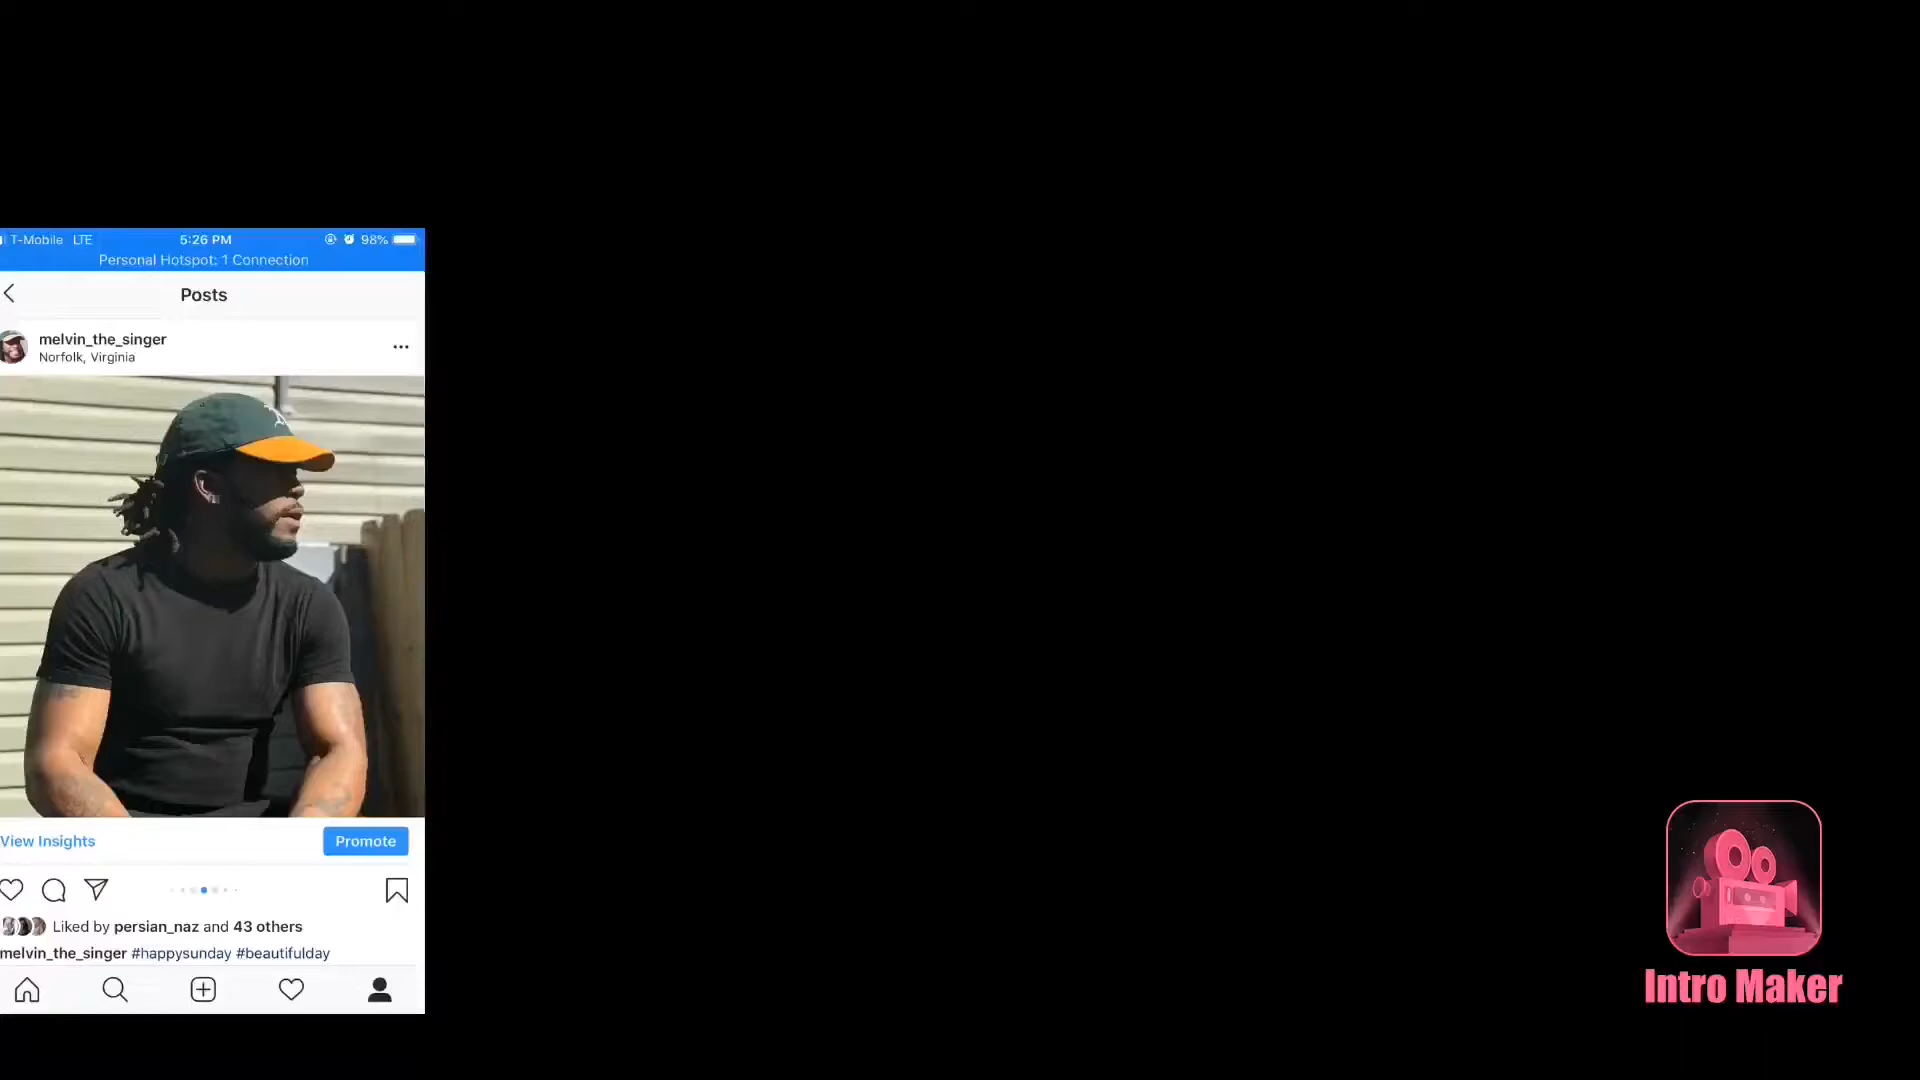 T-Mobile LTE 5:26 PM 98%
Personal Hotspot: 1 Connection
Posts
melvin_the_singer
Norfolk, Virginia
View Insights
Promote
Liked by persian_naz and 43 others
melvin_the_singer #happysunday #beautifulday
Intro Maker